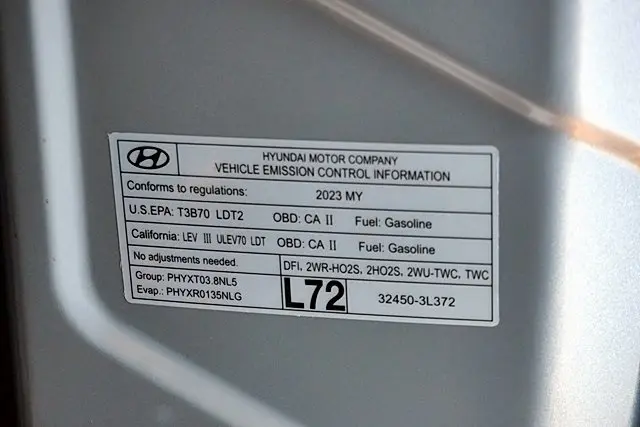 HYUNDAI MOTOR COMPANY
VEHICLE EMISSION CONTROL INFORMATION
Conforms to regulations: 2023 MY
U.S.EPA: T3B70 LDT2 OBD: CA II Fuel: Gasoline
California: LEV III ULEV70 LDT OBD: CA II Fuel: Gasoline
No adjustments needed. DFI, 2WR-HO2S, 2HO2S, 2WU-TWC, TWC
Group: PHYXT03.8NL5
Evap.: PHYXR0135NLG
L72 32450-3L372